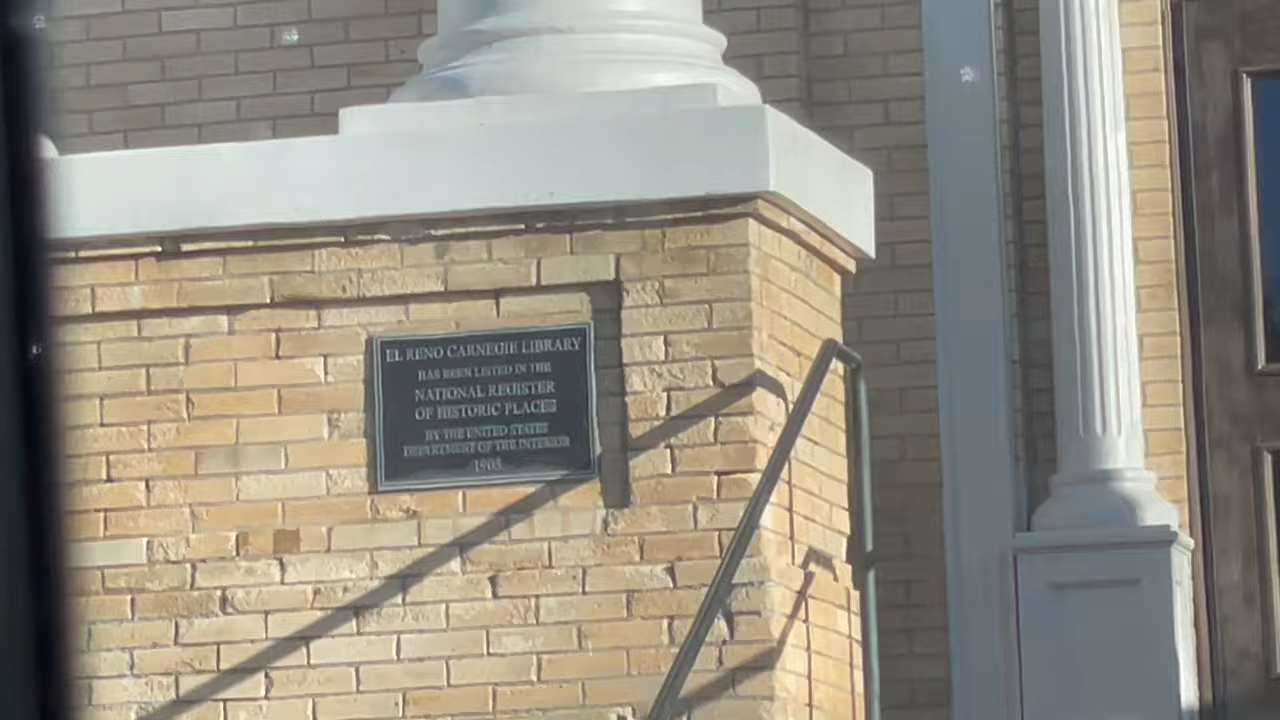 EL RENO CARNEGIE LIBRARY
HAS BEEN LISTED IN THE
NATIONAL REGISTER
OF HISTORIC PLACES
BY THE UNITED STATES
DEPARTMENT OF THE INTERIOR
1905